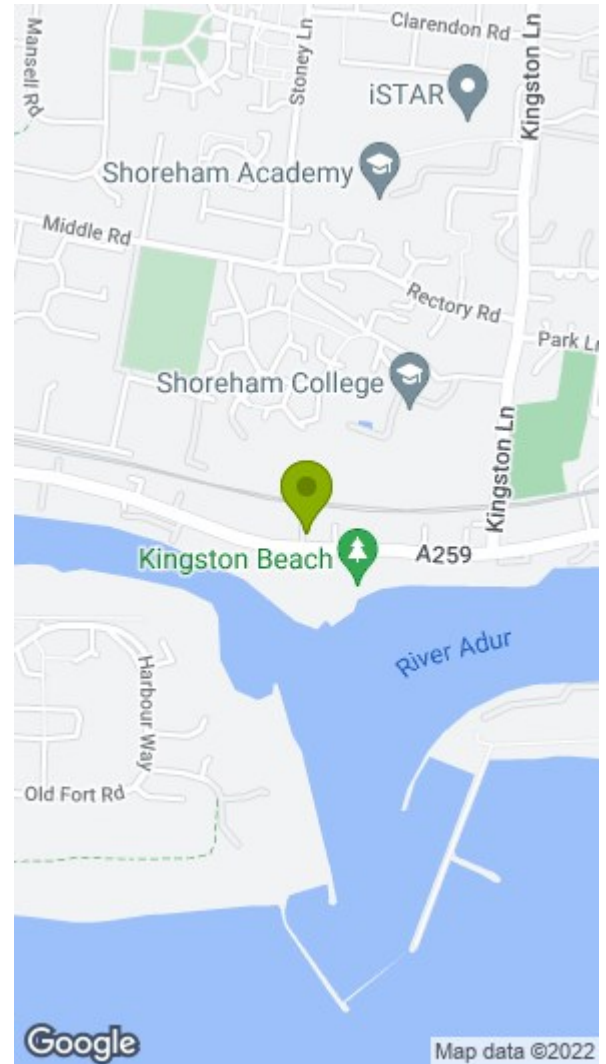 Clarendon Rd
Mansell Rd
Stoney Ln
Kingston Ln
iSTAR
Shoreham Academy
Middle Rd
Rectory Rd
Park Ln
Shoreham College
Kingston Ln
Kingston Beach
A259
River Adur
Harbour Way
Old Fort Rd
Google
Map data ©2022